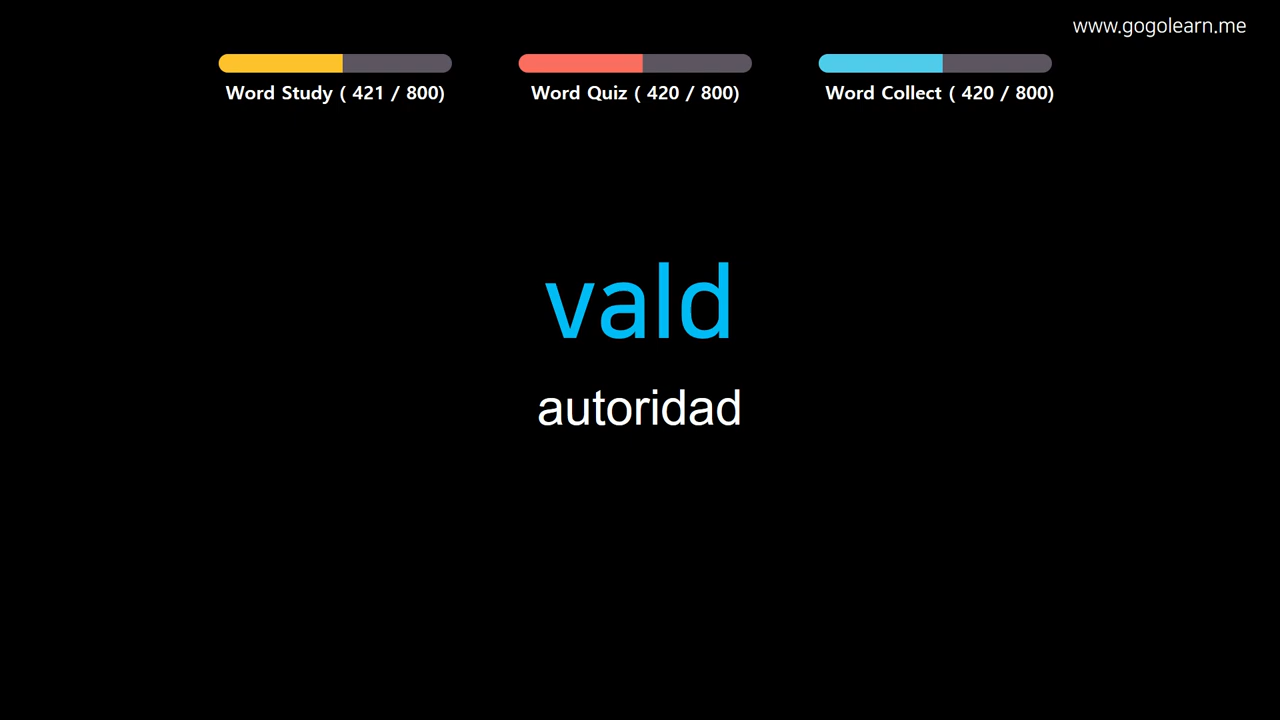 www.gogolearn.me
Word Study ( 421 / 800)
Word Quiz ( 420 / 800)
Word Collect ( 420 / 800)
vald
autoridad